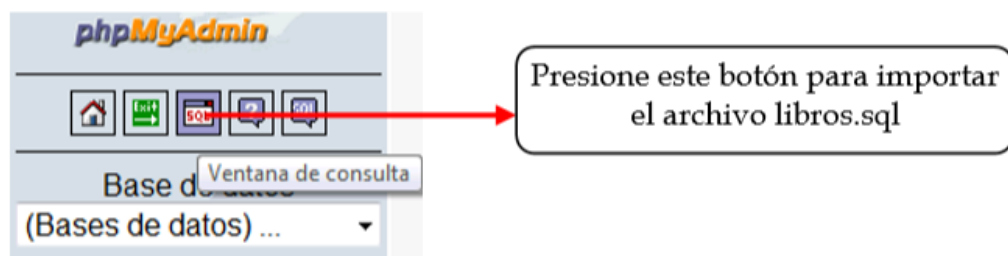 phpMyAdmin
Exit
SQL
?
SQL
Ventana de consulta
Base de datos
(Bases de datos) ...
Presione este botón para importar
el archivo libros.sql